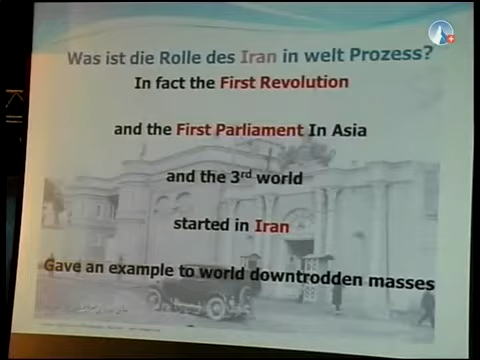 Was ist die Rolle des Iran in welt Prozess?
In fact the First Revolution
and the First Parliament In Asia
and the 3rd world
started in Iran
Gave an example to world downtrodden masses